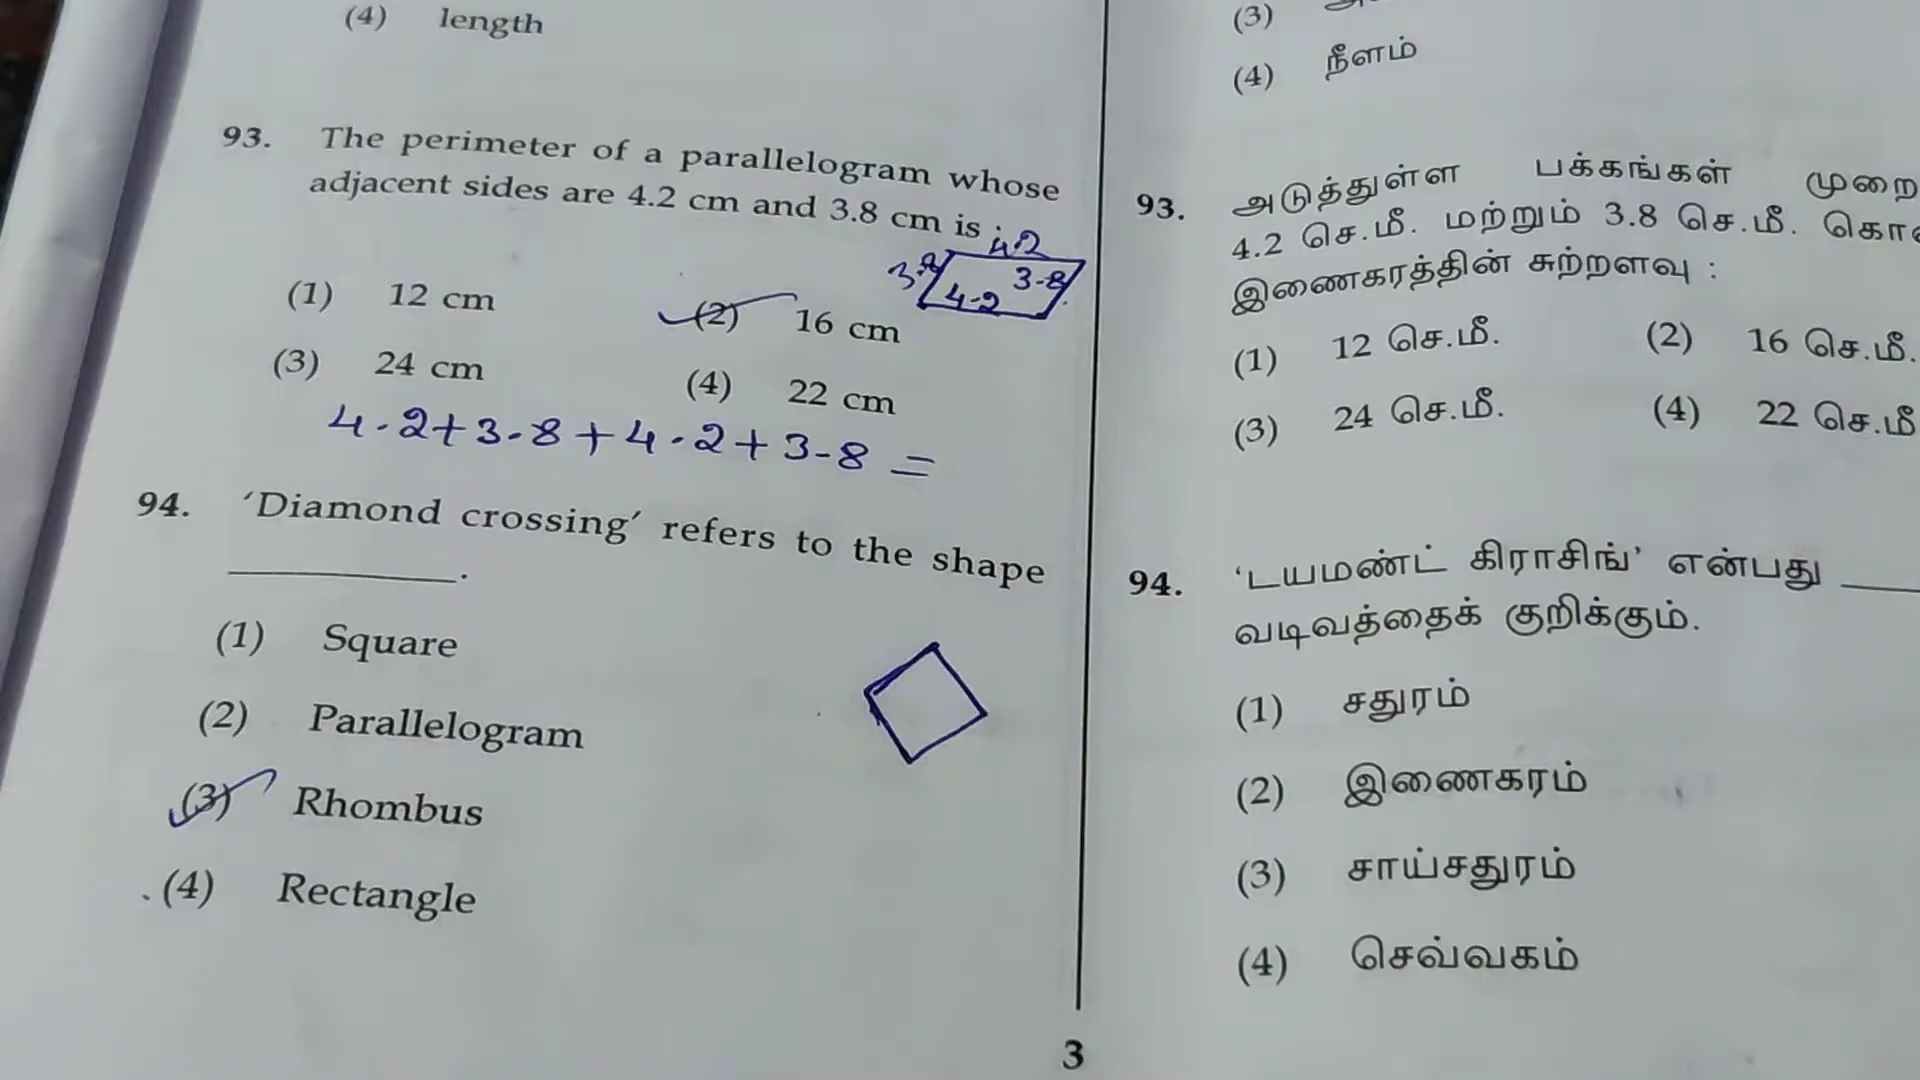 (4) length
93. The perimeter of a parallelogram whose
adjacent sides are 4.2 cm and 3.8 cm is :
4.2
3.8
3-8
4-2
(1) 12 cm (2) 16 cm
(3) 24 cm (4) 22 cm
4.2+3.8+4.2+3-8=
94. ‘Diamond crossing’ refers to the shape
____________.
(1) Square
(2) Parallelogram
(3) Rhombus
(4) Rectangle
(3)
(4) நீளம்
93. அடுத்துள்ள பக்கங்கள் முறை
4.2 செ.மீ. மற்றும் 3.8 செ.மீ.
இணைகரத்தின் சுற்றளவு :
(1) 12 செ.மீ. (2) 16 செ.மீ.
(3) 24 செ.மீ. (4) 22 செ.மீ
94. ‘டயமண்ட் கிராசிங்’ என்பது ____
வடிவத்தைக் குறிக்கும்.
(1) சதுரம்
(2) இணைகரம்
(3) சாய்சதுரம்
(4) செவ்வகம்
3